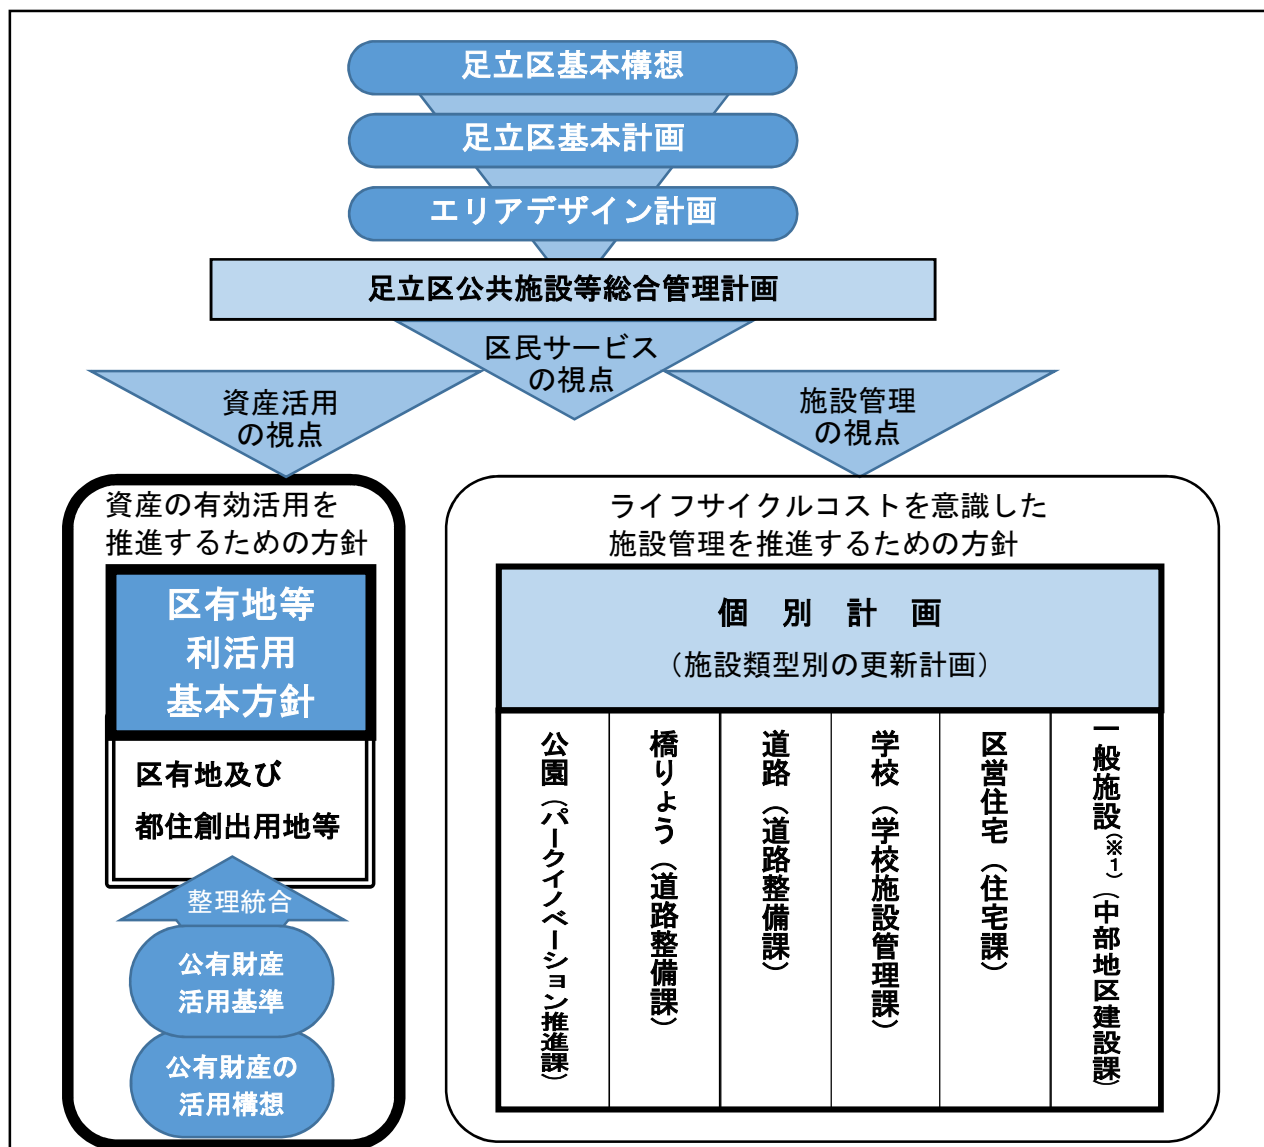 足立区基本構想
足立区基本計画
エリアデザイン計画
足立区公共施設等総合管理計画
区民サービス
の視点
資産活用
の視点
施設管理
の視点
資産の有効活用を
推進するための方針
区有地等
利活用
基本方針
区有地及び
都住創出用地等
整理統合
公有財産
活用基準
公有財産の
活用構想
ライフサイクルコストを意識した
施設管理を推進するための方針
個別計画
（施設類型別の更新計画）
公園（パークイノベーション推進課）
橋りょう（道路整備課）
道路（道路整備課）
学校（学校施設管理課）
区営住宅（住宅課）
一般施設（※１）（中部地区建設課）